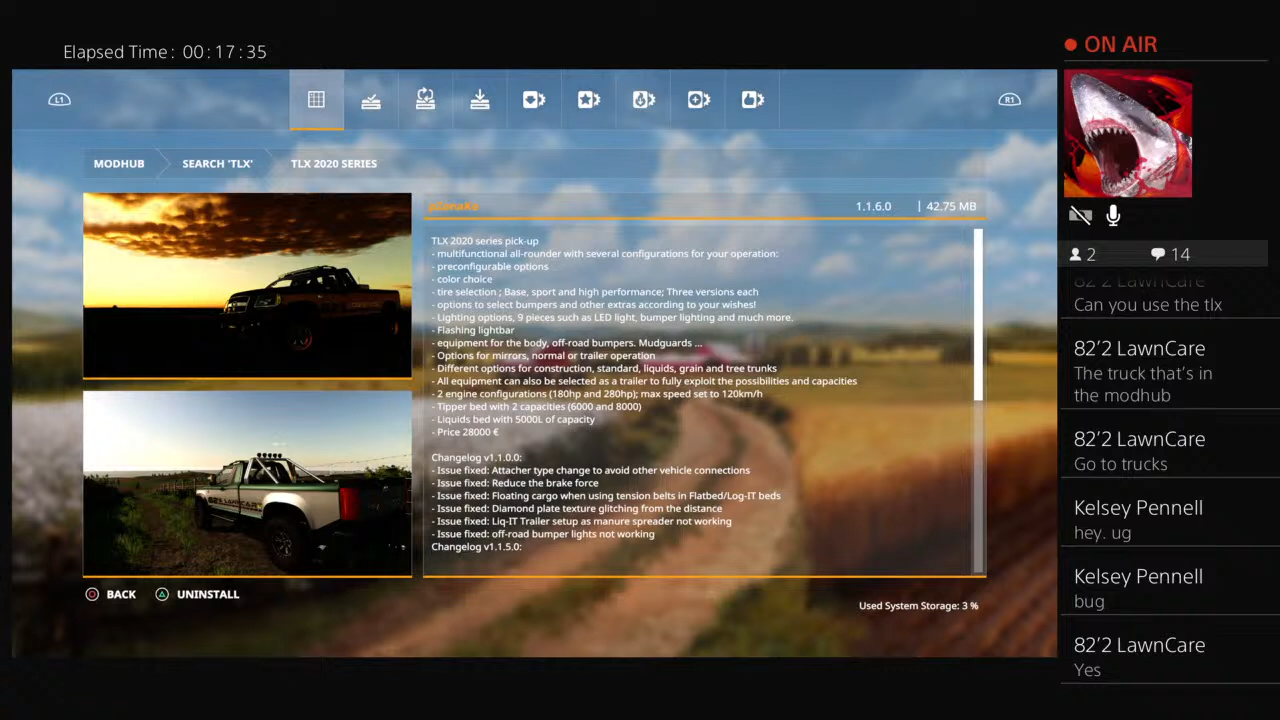 Elapsed Time: 00:17:35
ON AIR
L1
R1
MODHUB
SEARCH 'TLX'
TLX 2020 SERIES
1.1.6.0 | 42.75 MB
TLX 2020 series pick-up
- multifunctional all-rounder with several configurations for your operation:
- preconfigurable options
- color choice
- tire selection ; Base, sport and high performance; Three versions each
- options to select bumpers and other extras according to your wishes!
- Lighting options, 9 pieces such as LED light, bumper lighting and much more.
- Flashing lightbar
- equipment for the body, off-road bumpers. Mudguards ...
- Options for mirrors, normal or trailer operation
- Different options for construction, standard, liquids, grain and tree trunks
- All equipment can also be selected as a trailer to fully exploit the possibilities and capacities
- 2 engine configurations (180hp and 280hp); max speed set to 120km/h
- Tipper bed with 2 capacities (6000 and 8000)
- Liquids bed with 5000L of capacity
- Price 28000 €
Changelog v1.1.0.0:
- Issue fixed: Attacher type change to avoid other vehicle connections
- Issue fixed: Reduce the brake force
- Issue fixed: Floating cargo when using tension belts in Flatbed/Log-IT beds
- Issue fixed: Diamond plate texture glitching from the distance
- Issue fixed: Liq-IT Trailer setup as manure spreader not working
- Issue fixed: off-road bumper lights not working
Changelog v1.1.5.0:
BACK
UNINSTALL
Used System Storage: 3 %
2
14
82'2 LawnCare
Can you use the tlx
82'2 LawnCare
The truck that's in
the modhub
82'2 LawnCare
Go to trucks
Kelsey Pennell
hey. ug
Kelsey Pennell
bug
82'2 LawnCare
Yes